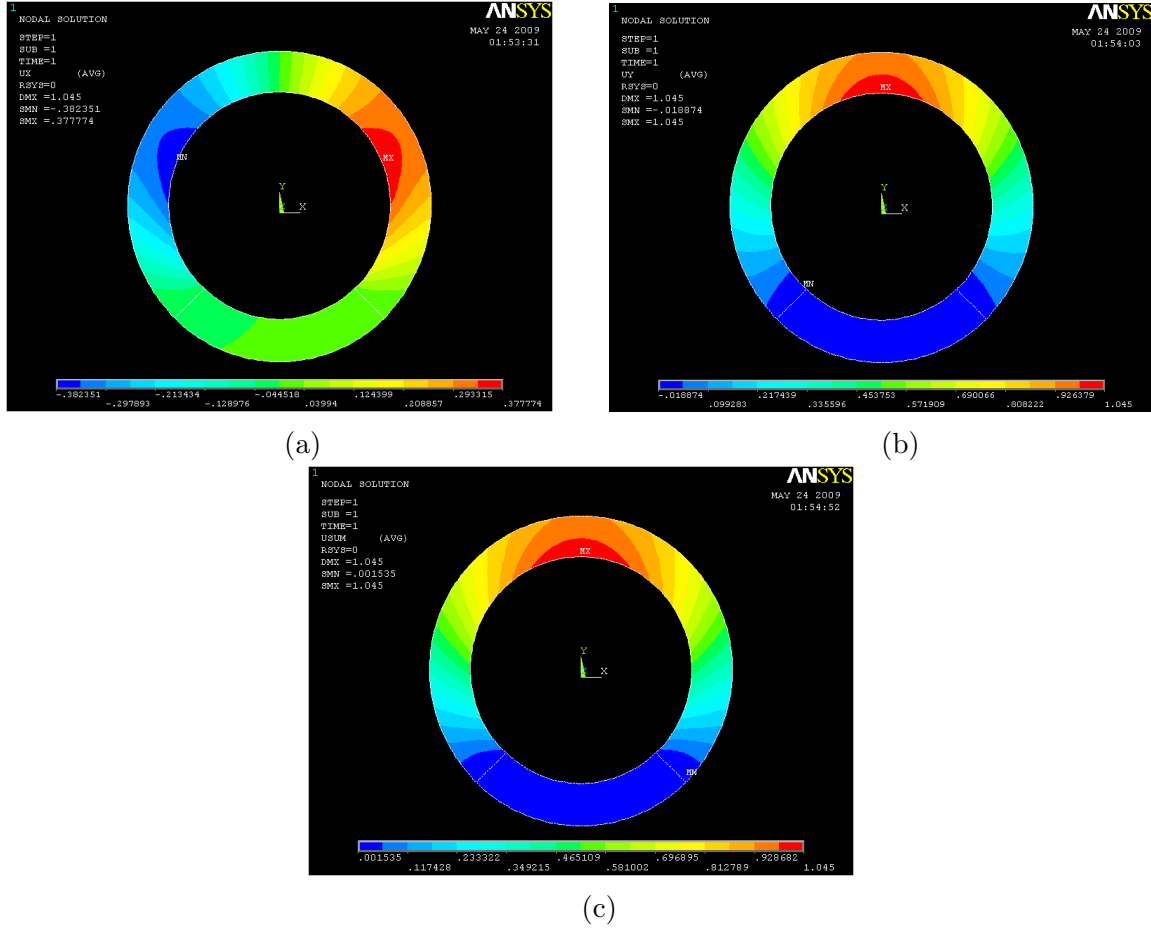 1
ANSYS
NODAL SOLUTION
MAY 24 2009
01:53:31
STEP=1
SUB =1
TIME=1
UX (AVG)
RSYS=0
DMX =1.045
SMN =-.382351
SMX =.377774
MN
MX
Y
Z
X
-.382351 -.213434 -.044518 .124399 .293315
-.297893 -.128976 .03994 .208857 .377774
(a)
1
ANSYS
NODAL SOLUTION
MAY 24 2009
01:54:03
STEP=1
SUB =1
TIME=1
UY (AVG)
RSYS=0
DMX =1.045
SMN =-.018874
SMX =1.045
MX
Y
Z
X
MN
-.018874 .217439 .453753 .690066 .926379
.099283 .335596 .571909 .808222 1.045
(b)
1
ANSYS
NODAL SOLUTION
MAY 24 2009
01:54:52
STEP=1
SUB =1
TIME=1
USUM (AVG)
RSYS=0
DMX =1.045
SMN =.001535
SMX =1.045
MX
Y
Z
X
MN
.001535 .233322 .465109 .696895 .928682
.117428 .349215 .581002 .812789 1.045
(c)